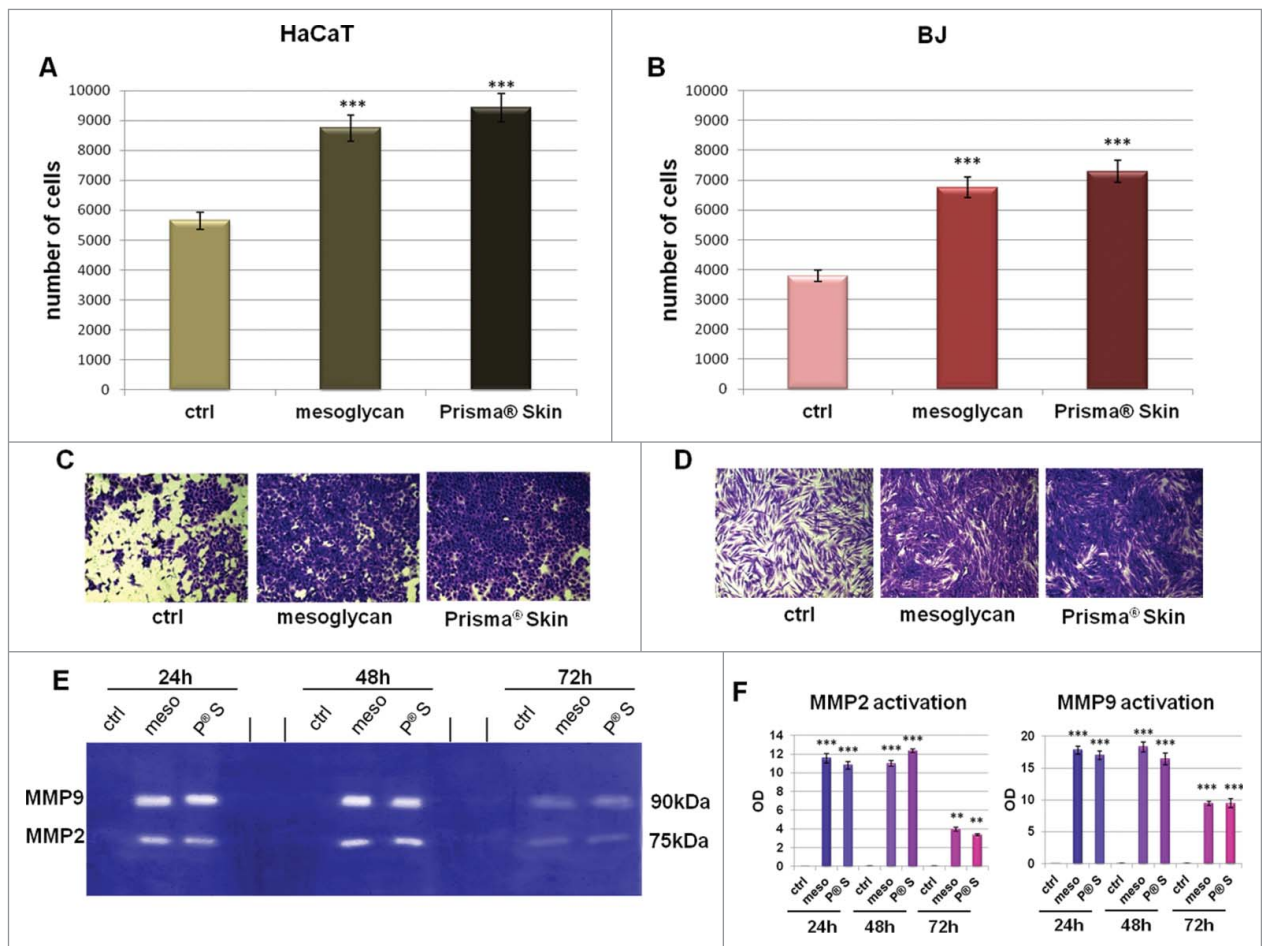 HaCaT
A
number of cells
10000
9000
8000
7000
6000
5000
4000
3000
2000
1000
0
***
***
ctrl mesoglycan Prisma® Skin
BJ
B
number of cells
10000
9000
8000
7000
6000
5000
4000
3000
2000
1000
0
***
***
ctrl mesoglycan Prisma® Skin
C
ctrl mesoglycan Prisma® Skin
D
ctrl mesoglycan Prisma® Skin
E
24h 48h 72h
ctrl meso P® S ctrl meso P® S ctrl meso P® S
MMP9 90kDa
MMP2 75kDa
F
MMP2 activation
OD
14
12
10
8
6
4
2
0
*** *** *** *** ** **
ctrl meso P® S ctrl meso P® S ctrl meso P® S
24h 48h 72h
MMP9 activation
OD
20
15
10
5
0
*** *** *** *** *** ***
ctrl meso P® S ctrl meso P® S ctrl meso P® S
24h 48h 72h